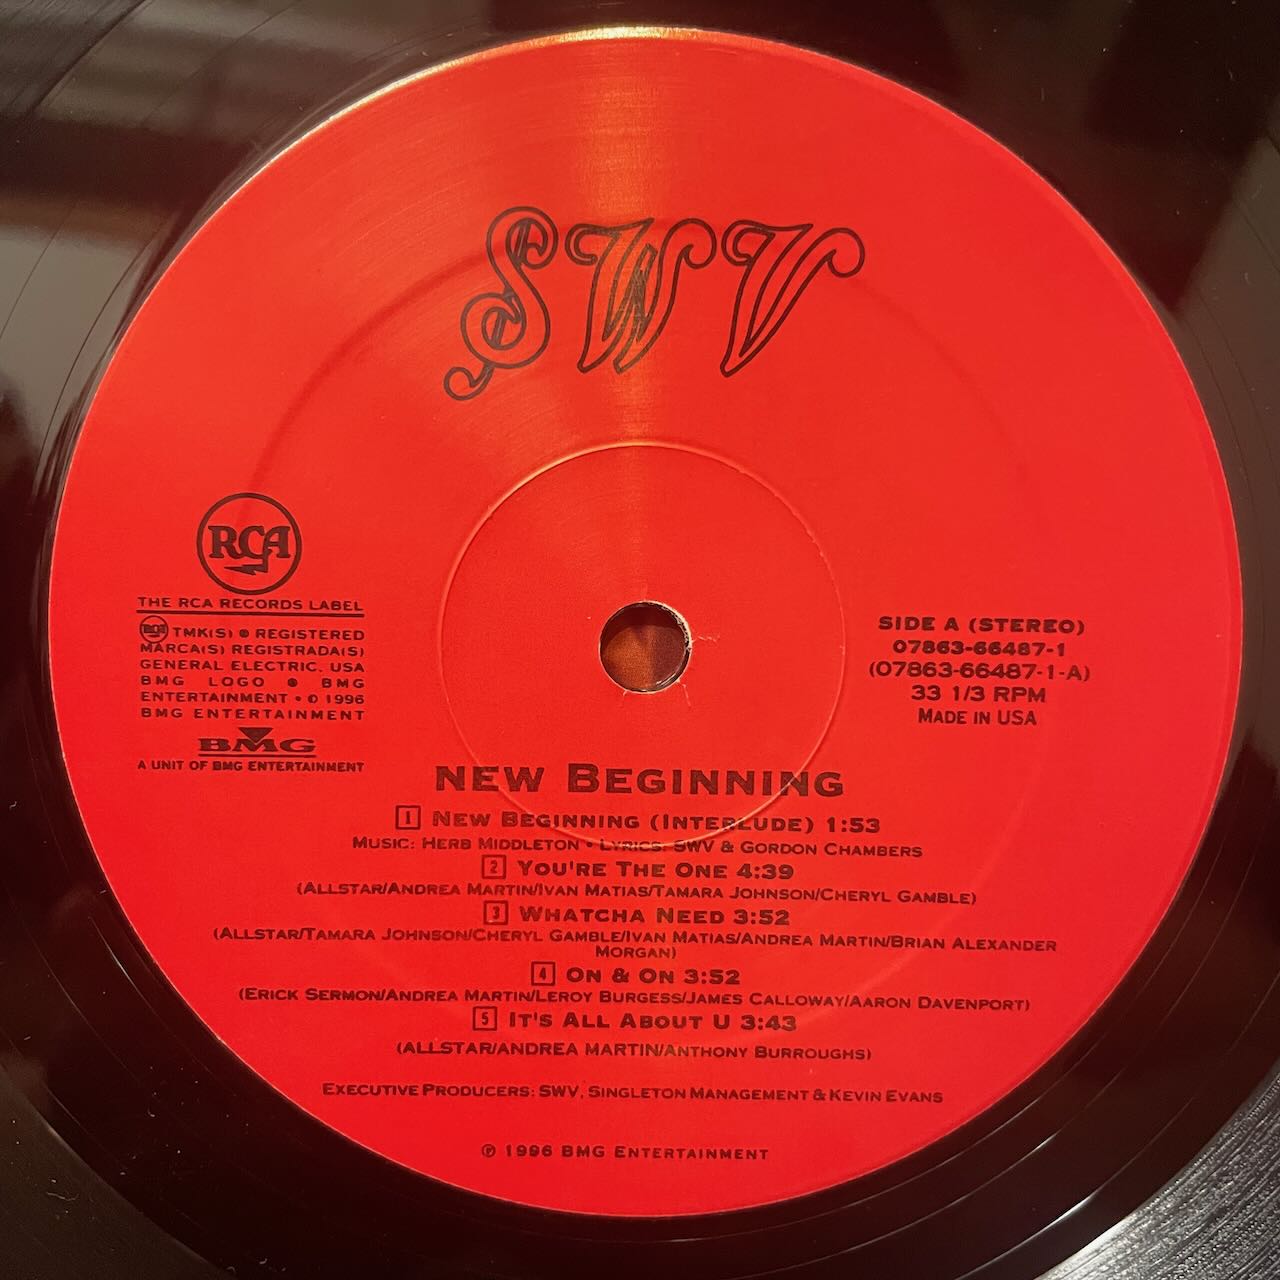 SWV
RCA
THE RCA RECORDS LABEL
RCA TMK(S) ® REGISTERED
MARCA(S) REGISTRADA(S)
GENERAL ELECTRIC, USA
BMG LOGO ® BMG
ENTERTAINMENT • © 1996
BMG ENTERTAINMENT
BMG
A UNIT OF BMG ENTERTAINMENT
SIDE A (STEREO)
07863-66487-1
(07863-66487-1-A)
33 1/3 RPM
MADE IN USA
NEW BEGINNING
1 NEW BEGINNING (INTERLUDE) 1:53
MUSIC: HERB MIDDLETON • LYRICS: SWV & GORDON CHAMBERS
2 YOU'RE THE ONE 4:39
(ALLSTAR/ANDREA MARTIN/IVAN MATIAS/TAMARA JOHNSON/CHERYL GAMBLE)
3 WHATCHA NEED 3:52
(ALLSTAR/TAMARA JOHNSON/CHERYL GAMBLE/IVAN MATIAS/ANDREA MARTIN/BRIAN ALEXANDER
MORGAN)
4 ON & ON 3:52
(ERICK SERMON/ANDREA MARTIN/LEROY BURGESS/JAMES CALLOWAY/AARON DAVENPORT)
5 IT'S ALL ABOUT U 3:43
(ALLSTAR/ANDREA MARTIN/ANTHONY BURROUGHS)
EXECUTIVE PRODUCERS: SWV, SINGLETON MANAGEMENT & KEVIN EVANS
℗ 1996 BMG ENTERTAINMENT